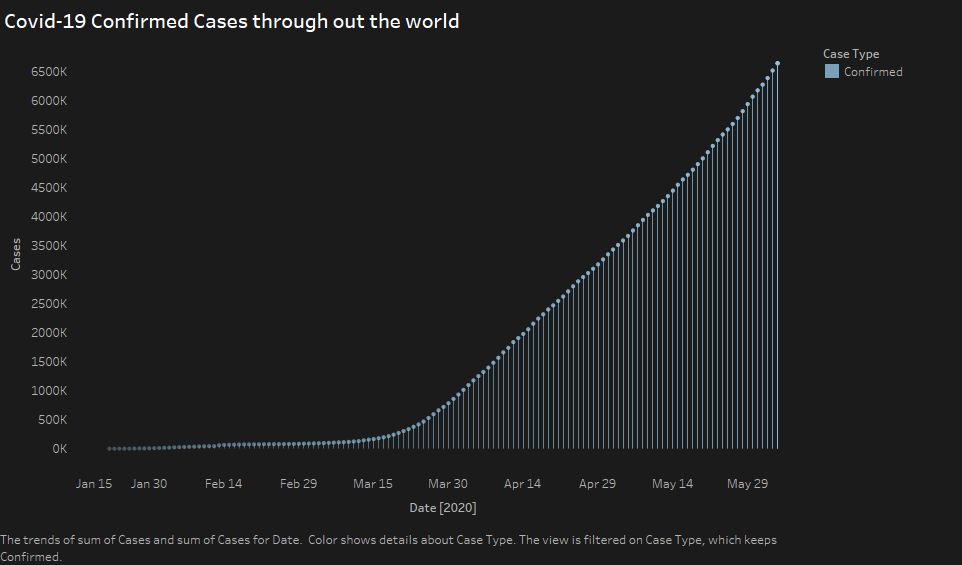 Covid-19 Confirmed Cases through out the world
Case Type
Confirmed
6500K
6000K
5500K
5000K
4500K
4000K
3500K
3000K
2500K
2000K
1500K
1000K
500K
0K
Cases
Jan 15 Jan 30 Feb 14 Feb 29 Mar 15 Mar 30 Apr 14 Apr 29 May 14 May 29
Date [2020]
The trends of sum of Cases and sum of Cases for Date.  Color shows details about Case Type. The view is filtered on Case Type, which keeps
Confirmed.